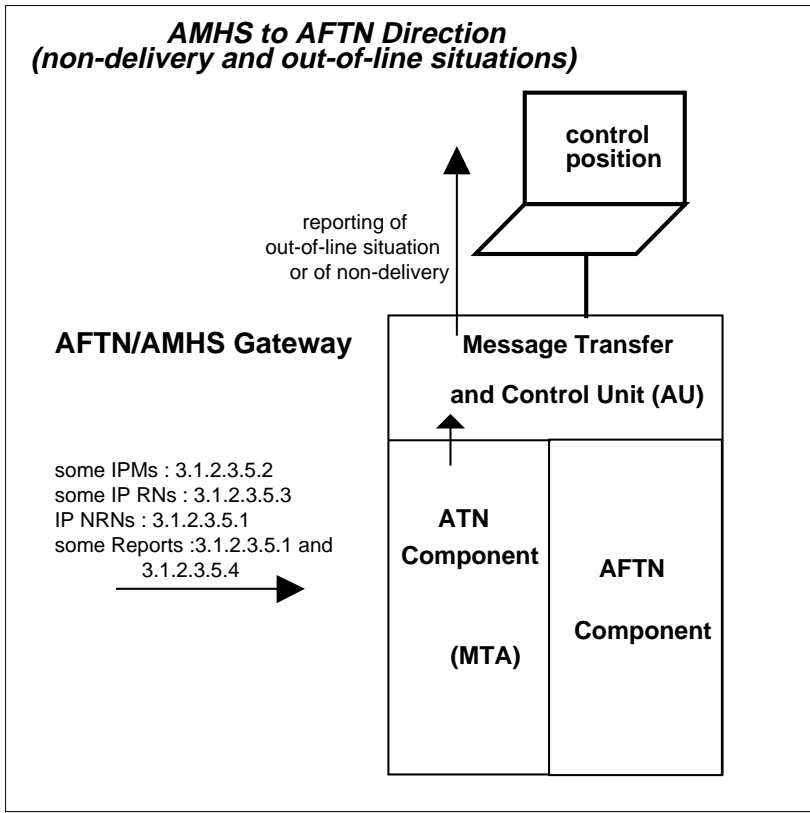 AMHS to AFTN Direction
(non-delivery and out-of-line situations)
control
position
reporting of
out-of-line situation
or of non-delivery
AFTN/AMHS Gateway
Message Transfer
and Control Unit (AU)
some IPMs : 3.1.2.3.5.2
some IP RNs : 3.1.2.3.5.3
IP NRNs : 3.1.2.3.5.1
some Reports :3.1.2.3.5.1 and
3.1.2.3.5.4
ATN
Component
(MTA)
AFTN
Component